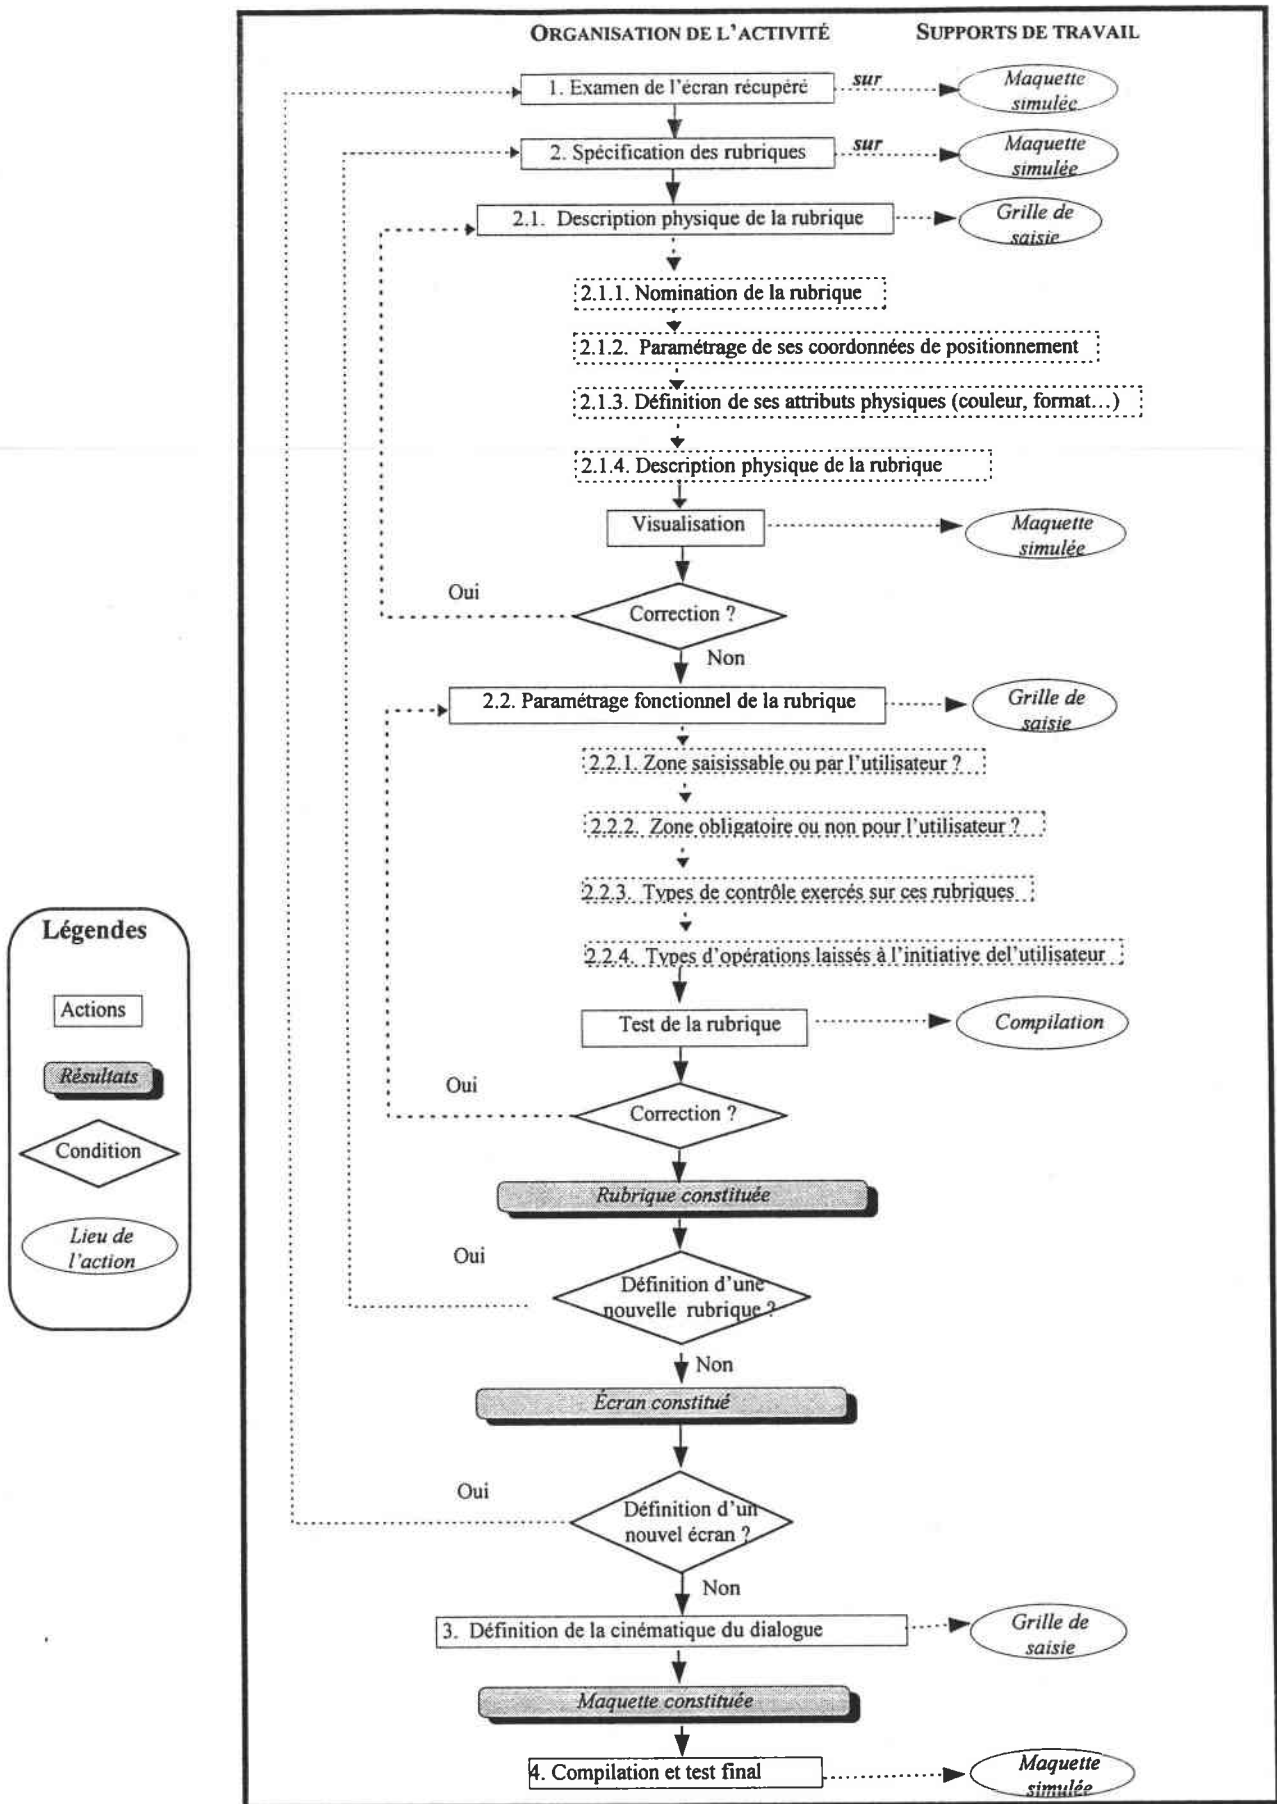 ORGANISATION DE L'ACTIVITÉ
SUPPORTS DE TRAVAIL
1. Examen de l'écran récupéré
sur
Maquette
simulée
2. Spécification des rubriques
sur
Maquette
simulée
2.1. Description physique de la rubrique
Grille de
saisie
2.1.1. Nomination de la rubrique
2.1.2. Paramétrage de ses coordonnées de positionnement
2.1.3. Définition de ses attributs physiques (couleur, format…)
2.1.4. Description physique de la rubrique
Visualisation
Maquette
simulée
Oui
Correction ?
Non
2.2. Paramétrage fonctionnel de la rubrique
Grille de
saisie
2.2.1. Zone saisissable ou par l'utilisateur ?
2.2.2. Zone obligatoire ou non pour l'utilisateur ?
2.2.3. Types de contrôle exercés sur ces rubriques
2.2.4. Types d'opérations laissés à l'initiative del'utilisateur
Test de la rubrique
Compilation
Oui
Correction ?
Rubrique constituée
Oui
Définition d'une
nouvelle rubrique ?
Non
Écran constitué
Oui
Définition d'un
nouvel écran ?
Non
3. Définition de la cinématique du dialogue
Grille de
saisie
Maquette constituée
4. Compilation et test final
Maquette
simulée
Légendes
Actions
Résultats
Condition
Lieu de
l'action